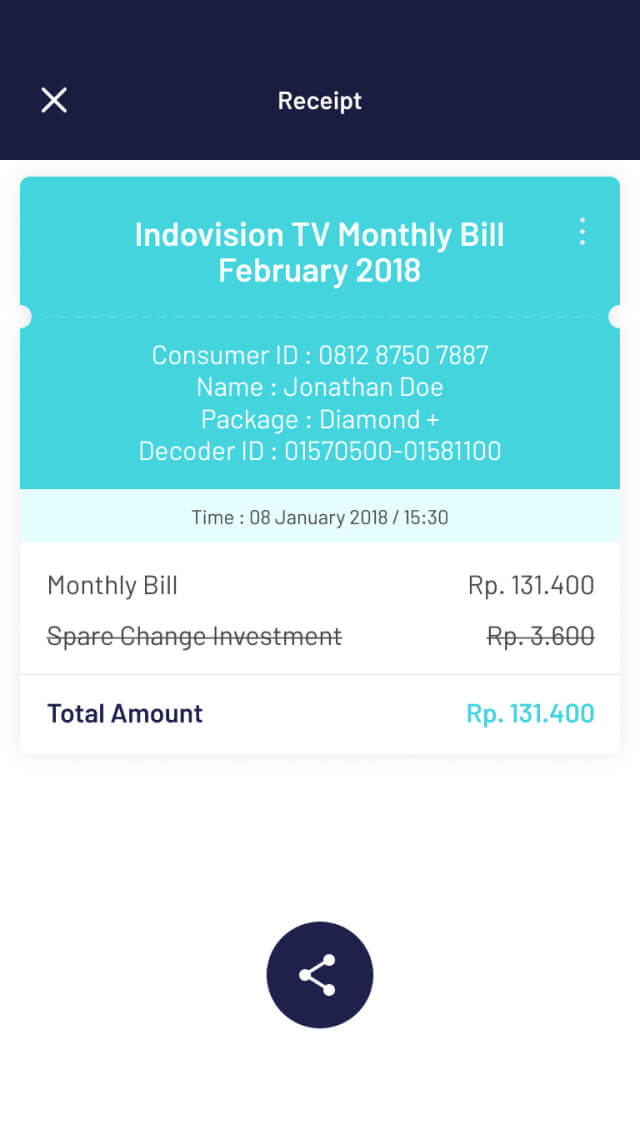 Receipt
Indovision TV Monthly Bill
February 2018
Consumer ID : 0812 8750 7887
Name : Jonathan Doe
Package : Diamond +
Decoder ID : 01570500-01581100
Time : 08 January 2018 / 15:30
Monthly Bill Rp. 131.400
Spare Change Investment Rp. 3.600
Total Amount Rp. 131.400